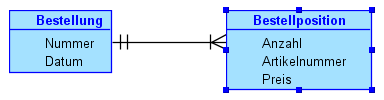 Bestellung
Nummer
Datum
Bestellposition
Anzahl
Artikelnummer
Preis